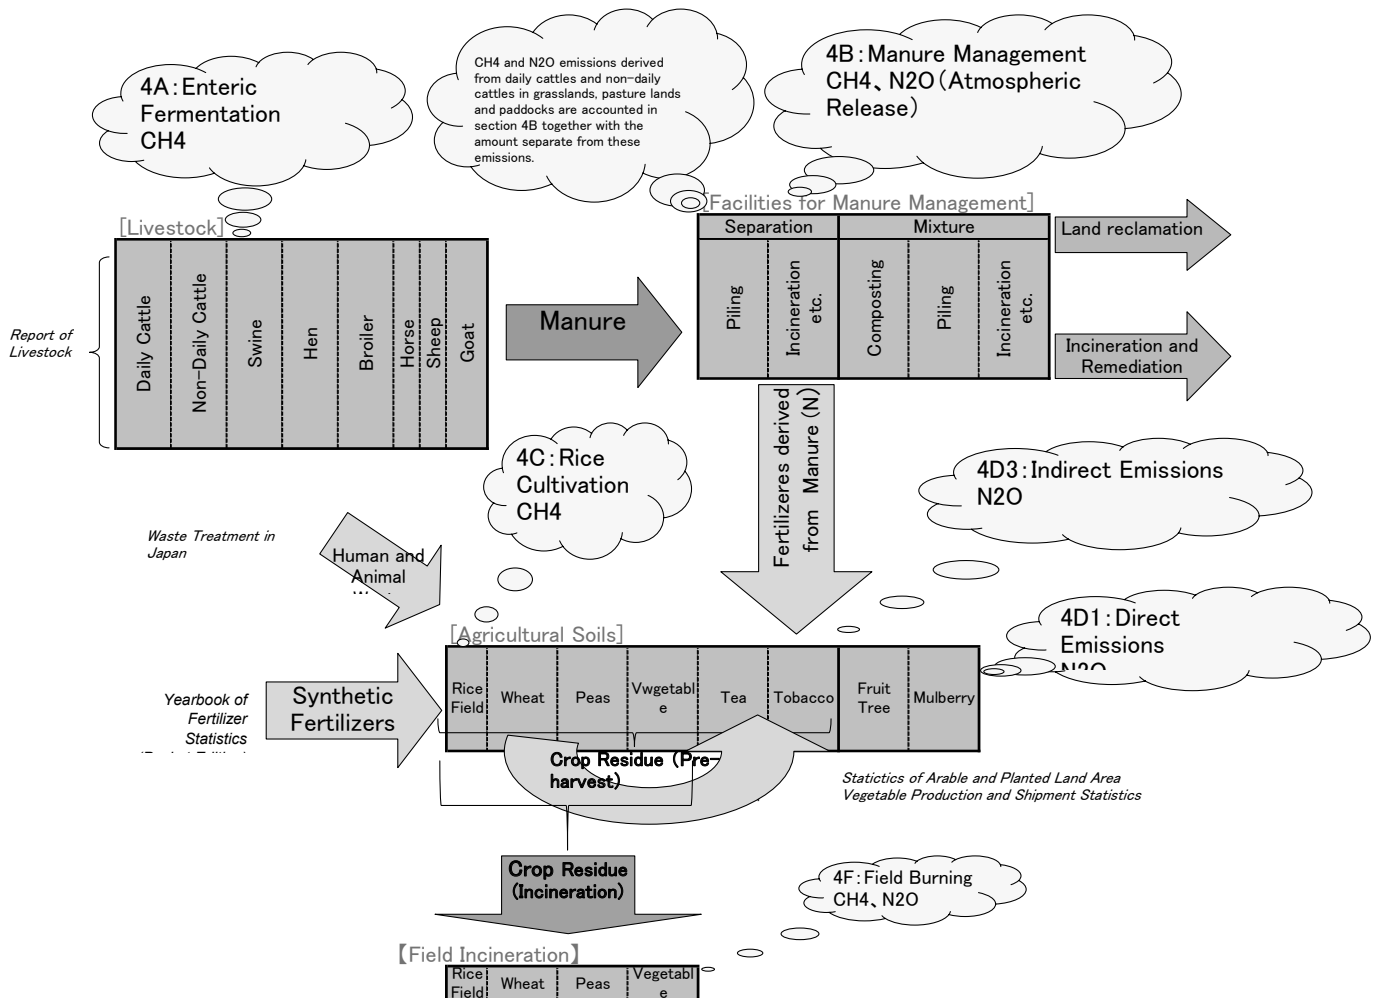 4A:Enteric
Fermentation
CH4
CH4 and N2O emissions derived
from daily cattles and non-daily
cattles in grasslands, pasture lands
and paddocks are accounted in
section 4B together with the
amount separate from these
emissions.
4B:Manure Management
CH4、N2O(Atmospheric
Release)
[Livestock]
Daily Cattle
Non-Daily Cattle
Swine
Hen
Broiler
Horse
Sheep
Goat
Report of
Livestock
Manure
[Facilities for Manure Management]
Separation
Mixture
Piling
Incineration
etc.
Composting
Piling
Incineration
etc.
Land reclamation
Incineration and
Remediation
Fertilizeres derived
from Manure (N)
4C:Rice
Cultivation
CH4
4D3:Indirect Emissions
N2O
4D1:Direct
Emissions
N2O
Waste Treatment in
Japan
Human and
Animal
[Agricultural Soils]
Yearbook of
Fertilizer
Statistics
Synthetic
Fertilizers
Rice
Field
Wheat
Peas
Vwgetabl
e
Tea
Tobacco
Fruit
Tree
Mulberry
Crop Residue (Pre-
harvest)
Statictics of Arable and Planted Land Area
Vegetable Production and Shipment Statistics
Crop Residue
(Incineration)
4F:Field Burning
CH4、N2O
【Field Incineration】
Rice
Field
Wheat
Peas
Vegetabl
e